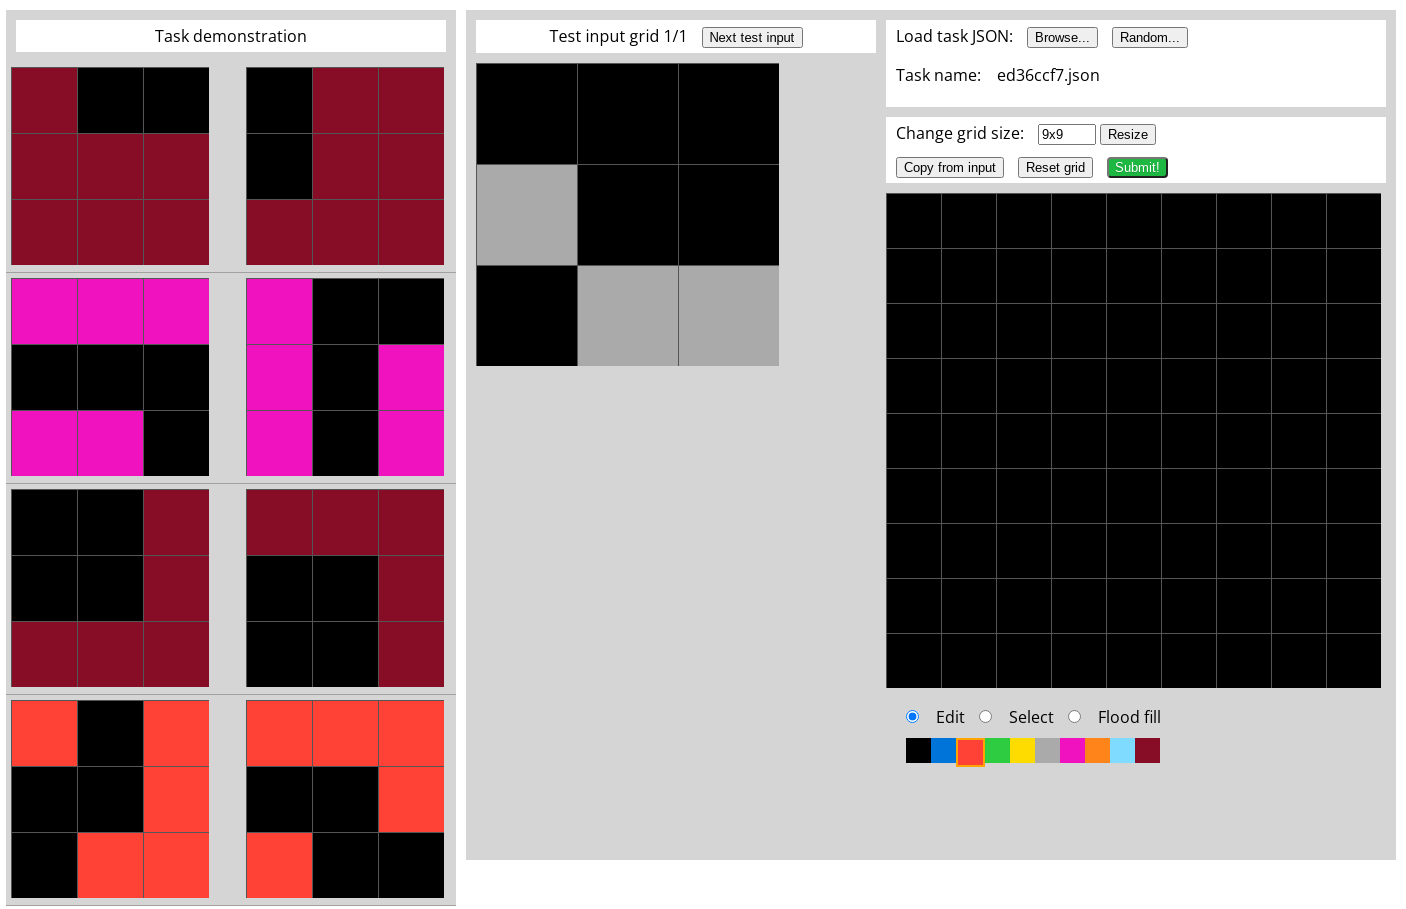 Task demonstration
Test input grid 1/1 Next test input
Load task JSON: Browse... Random...
Task name: ed36ccf7.json
Change grid size: 9x9 Resize
Copy from input Reset grid Submit!
Edit Select Flood fill